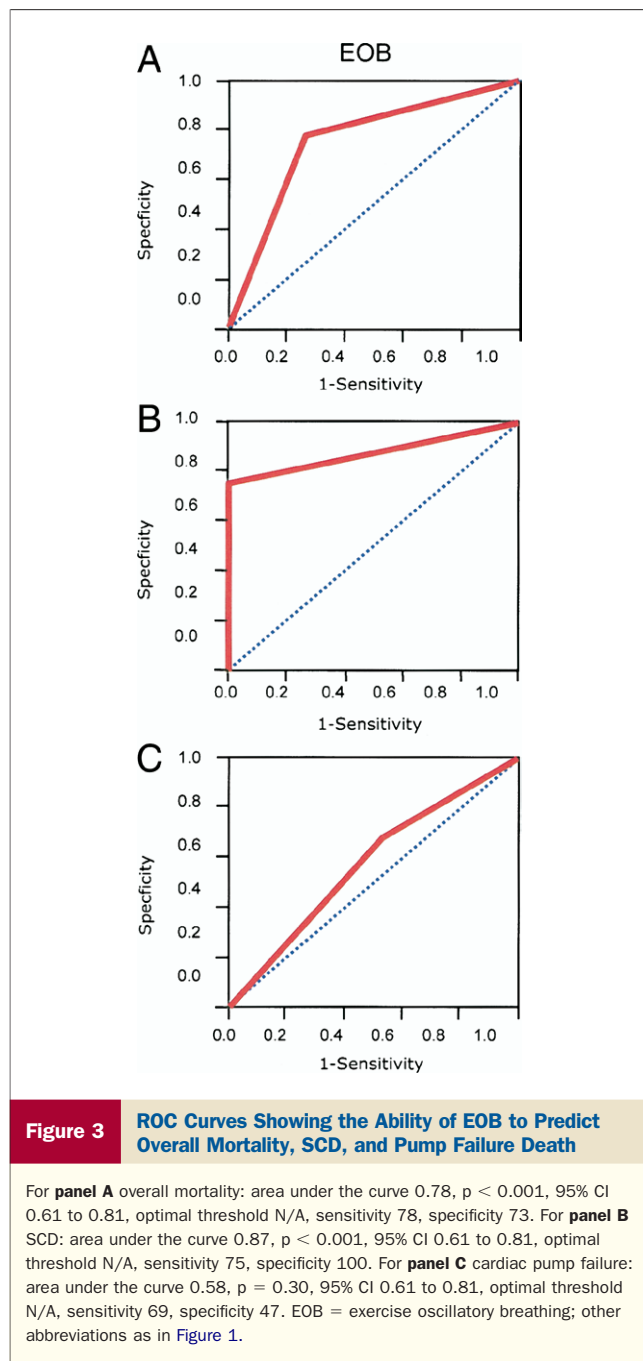 A
EOB
1.0
0.8
0.6
0.4
0.2
0.0
Specficity
0.0 0.2 0.4 0.6 0.8 1.0
1-Sensitivity
B
1.0
0.8
0.6
0.4
0.2
0.0
Specficity
0.0 0.2 0.4 0.6 0.8 1.0
1-Sensitivity
C
1.0
0.8
0.6
0.4
0.2
0.0
Specficity
0.0 0.2 0.4 0.6 0.8 1.0
1-Sensitivity
Figure 3
ROC Curves Showing the Ability of EOB to Predict
Overall Mortality, SCD, and Pump Failure Death
For panel A overall mortality: area under the curve 0.78, p < 0.001, 95% CI
0.61 to 0.81, optimal threshold N/A, sensitivity 78, specificity 73. For panel B
SCD: area under the curve 0.87, p < 0.001, 95% CI 0.61 to 0.81, optimal
threshold N/A, sensitivity 75, specificity 100. For panel C cardiac pump failure:
area under the curve 0.58, p = 0.30, 95% CI 0.61 to 0.81, optimal threshold
N/A, sensitivity 69, specificity 47. EOB = exercise oscillatory breathing; other
abbreviations as in Figure 1.